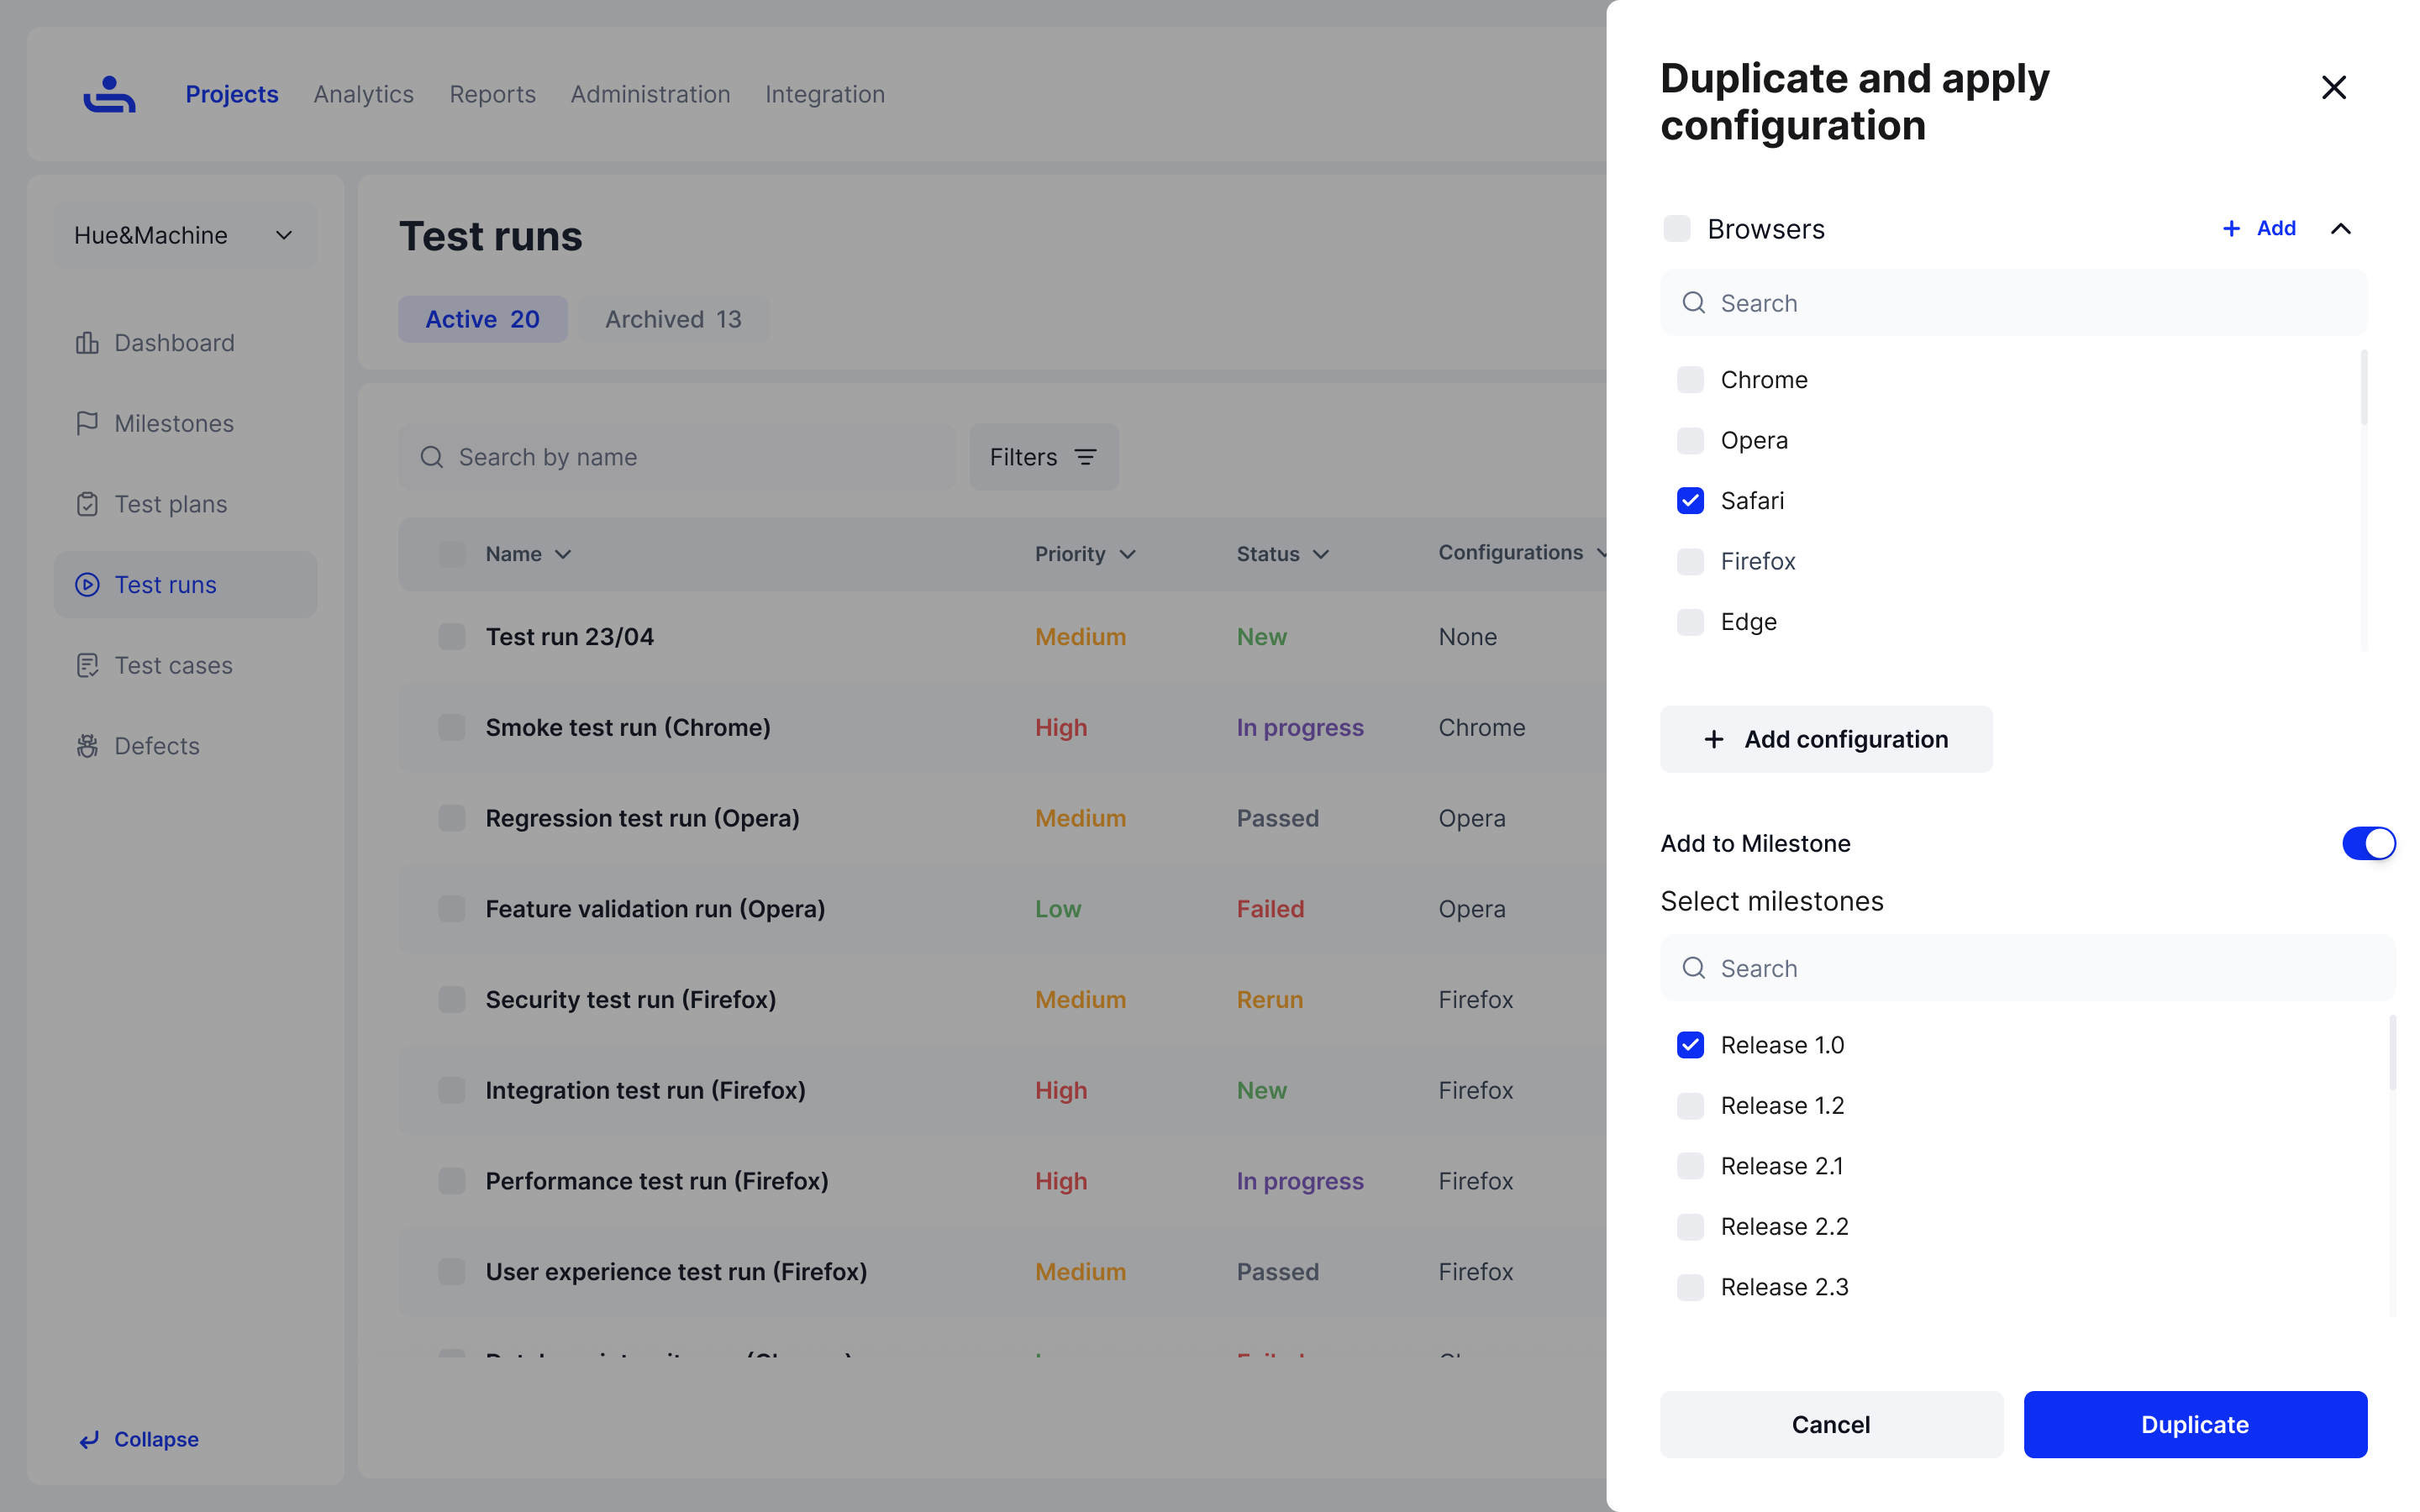 Projects Analytics Reports Administration Integration
Hue&Machine
Dashboard
Milestones
Test plans
Test runs
Test cases
Defects
Collapse
Test runs
Active 20 Archived 13
Search by name Filters
Name Priority Status Configurations
Test run 23/04 Medium New None
Smoke test run (Chrome) High In progress Chrome
Regression test run (Opera) Medium Passed Opera
Feature validation run (Opera) Low Failed Opera
Security test run (Firefox) Medium Rerun Firefox
Integration test run (Firefox) High New Firefox
Performance test run (Firefox) High In progress Firefox
User experience test run (Firefox) Medium Passed Firefox
Duplicate and apply
configuration
Browsers Add
Search
Chrome
Opera
Safari
Firefox
Edge
Add configuration
Add to Milestone
Select milestones
Search
Release 1.0
Release 1.2
Release 2.1
Release 2.2
Release 2.3
Cancel Duplicate